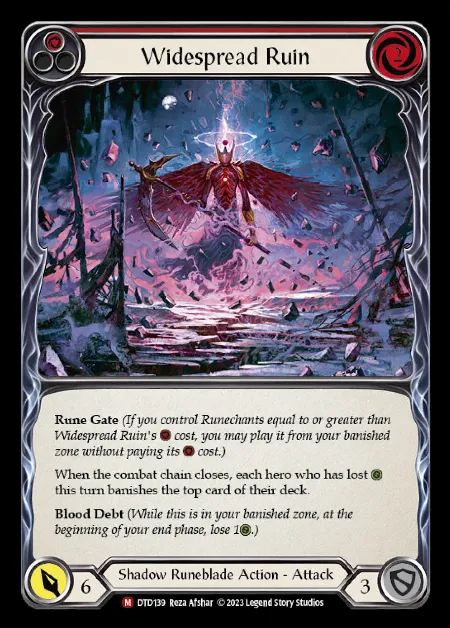 Widespread Ruin
2
Rune Gate (If you control Runechants equal to or greater than
Widespread Ruin's cost, you may play it from your banished
zone without paying its cost.)
When the combat chain closes, each hero who has lost
this turn banishes the top card of their deck.
Blood Debt (While this is in your banished zone, at the
beginning of your end phase, lose 1.)
6
Shadow Runeblade Action - Attack
3
M DTD139 Reza Afshar © 2023 Legend Story Studios